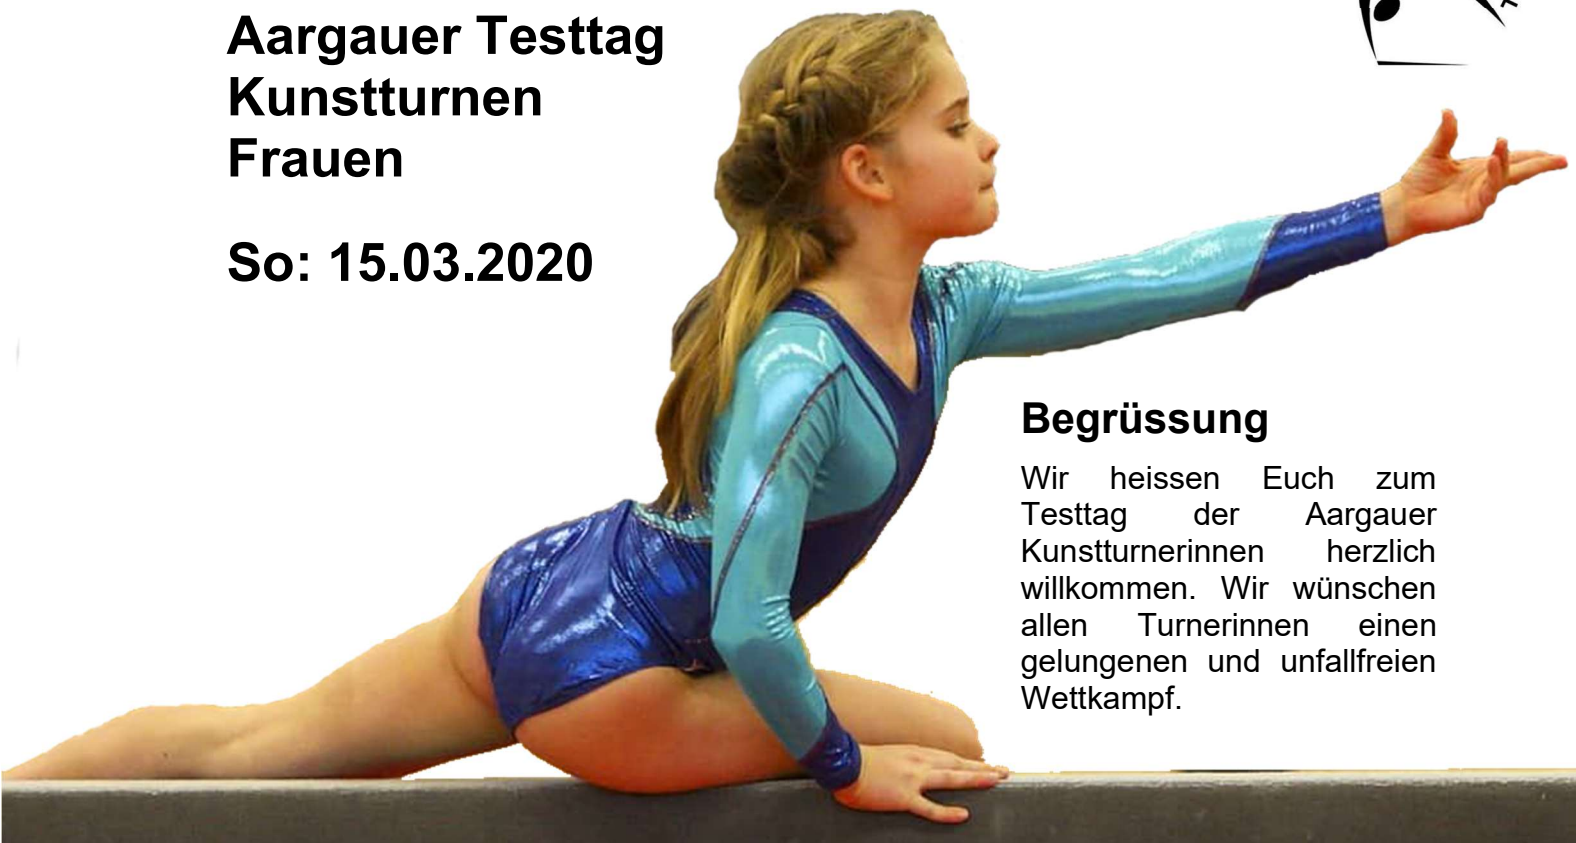 Aargauer Testtag
Kunstturnen
Frauen
So: 15.03.2020
Begrüssung
Wir heissen Euch zum
Testtag der Aargauer
Kunstturnerinnen herzlich
willkommen. Wir wünschen
allen Turnerinnen einen
gelungenen und unfallfreien
Wettkampf.